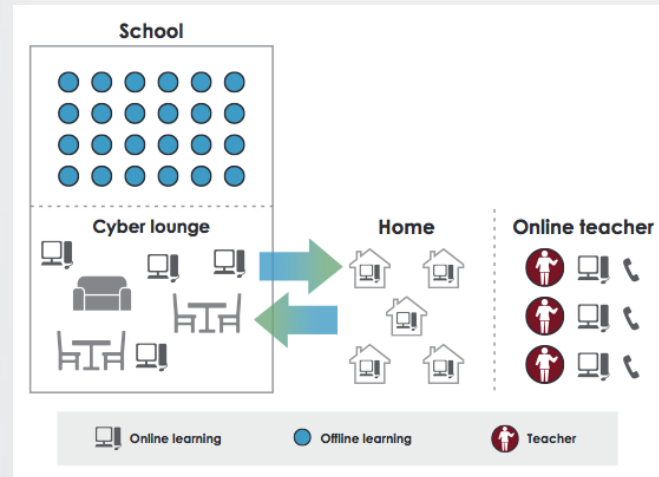 School
Cyber lounge
Home
Online teacher
Online learning
Offline learning
Teacher